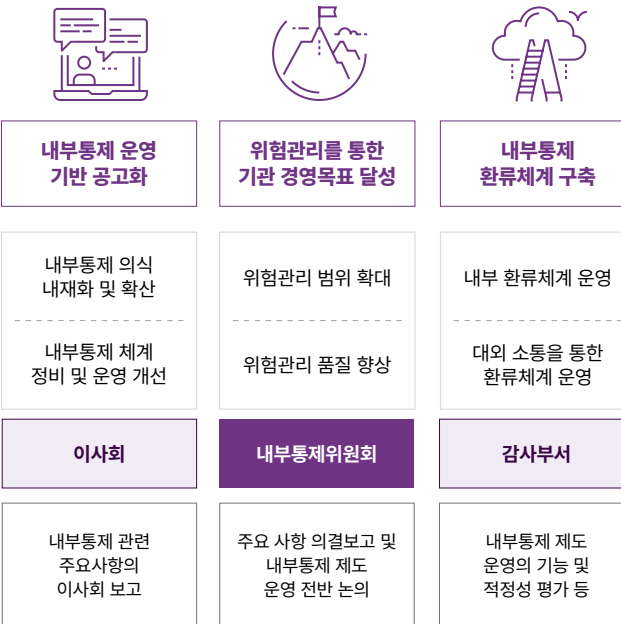 내부통제 운영
기반 공고화
위험관리를 통한
기관 경영목표 달성
내부통제
환류체계 구축
내부통제 의식
내재화 및 확산
내부통제 체계
정비 및 운영 개선
위험관리 범위 확대
위험관리 품질 향상
내부 환류체계 운영
대외 소통을 통한
환류체계 운영
이사회
내부통제위원회
감사부서
내부통제 관련
주요사항의
이사회 보고
주요 사항 의결보고 및
내부통제 제도
운영 전반 논의
내부통제 제도
운영의 기능 및
적정성 평가 등